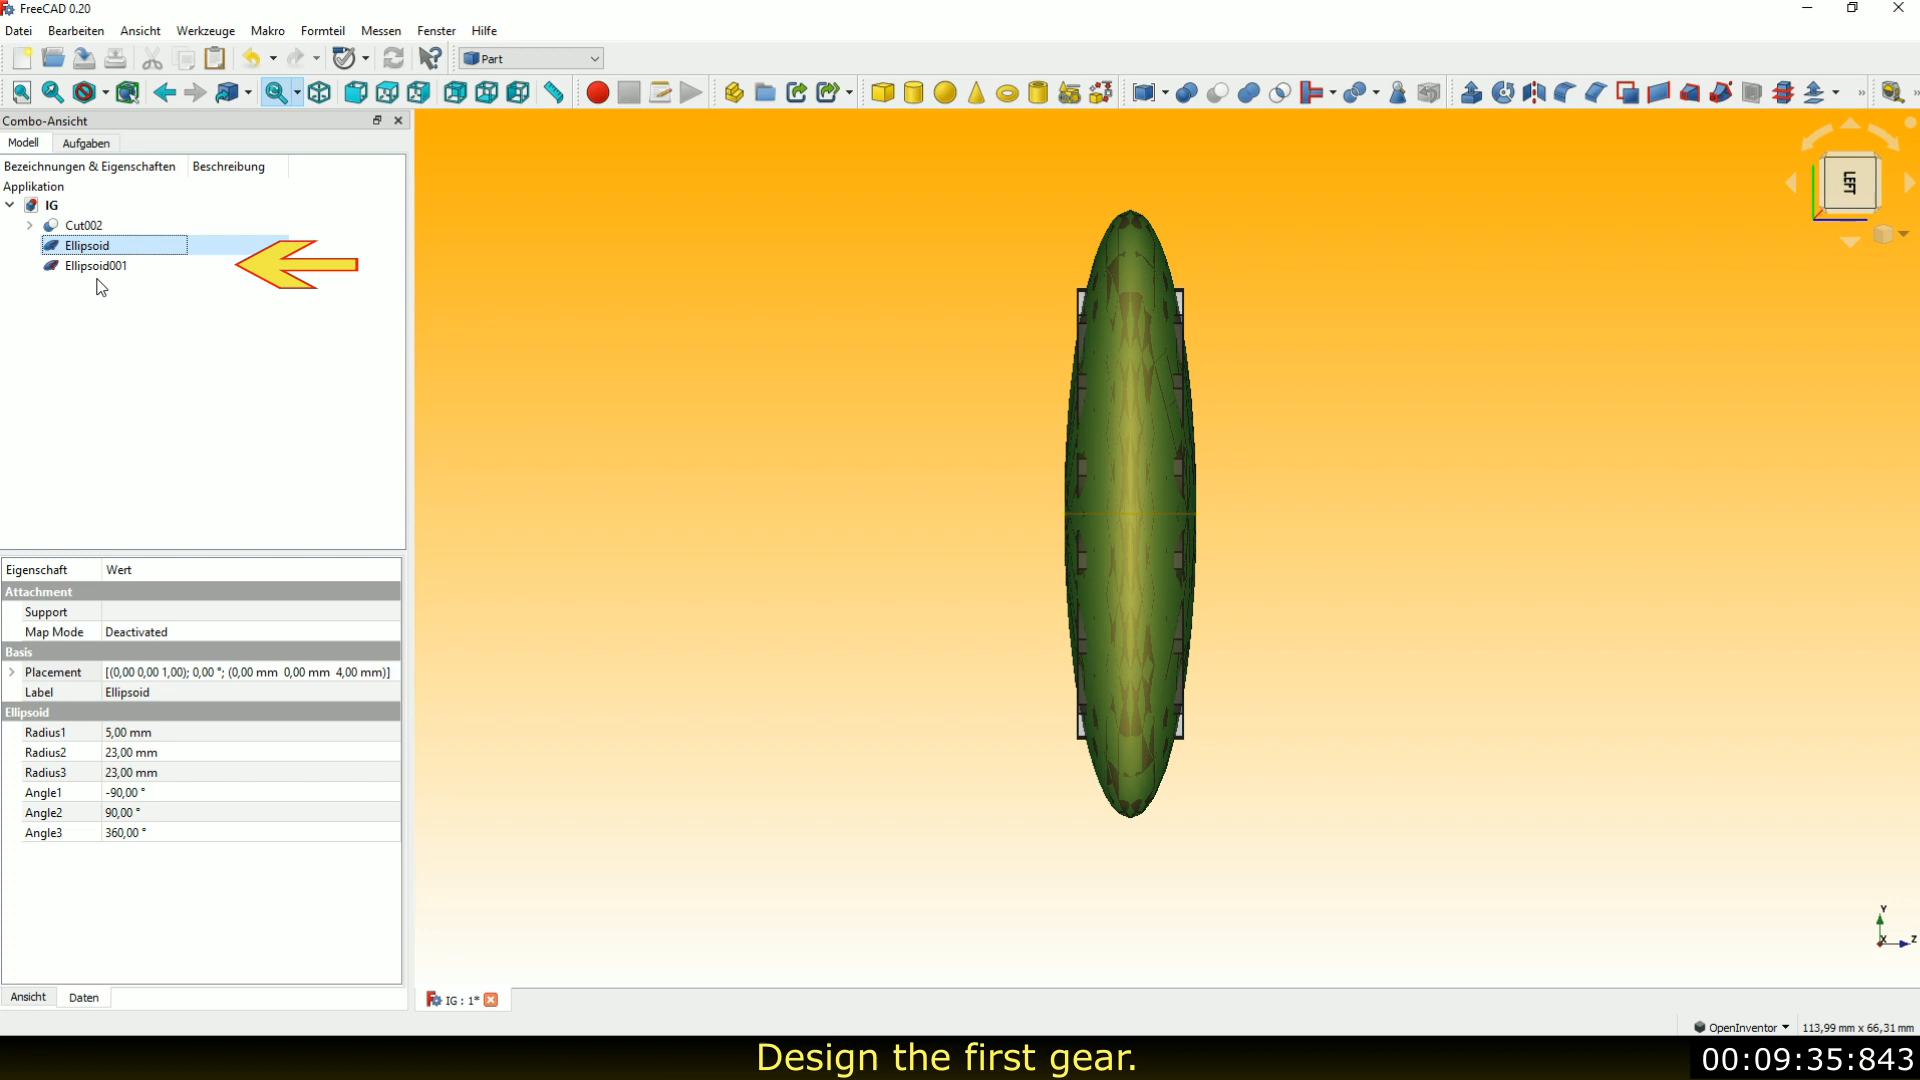 FreeCAD 0.20
Datei Bearbeiten Ansicht Werkzeuge Makro Formteil Messen Fenster Hilfe
Part
Combo-Ansicht
Modell Aufgaben
Bezeichnungen & Eigenschaften Beschreibung
Applikation
IG
Cut002
Ellipsoid
Ellipsoid001
LEFT
Eigenschaft Wert
Attachment
Support
Map Mode Deactivated
Basis
Placement [(0,00 0,00 1,00); 0,00 °; (0,00 mm 0,00 mm 4,00 mm)]
Label Ellipsoid
Ellipsoid
Radius1 5,00 mm
Radius2 23,00 mm
Radius3 23,00 mm
Angle1 -90,00 °
Angle2 90,00 °
Angle3 360,00 °
Y
X Z
Ansicht Daten
IG : 1*
OpenInventor 113,99 mm x 66,31 mm
Design the first gear.
00:09:35:843